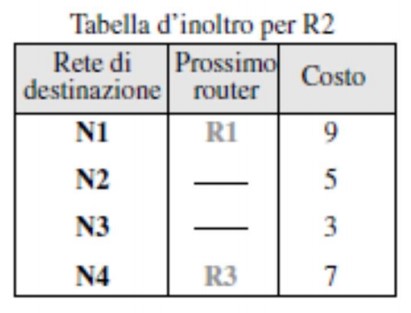 Tabella d'inoltro per R2
Rete di destinazione Prossimo router Costo
N1 R1 9
N2 —— 5
N3 —— 3
N4 R3 7